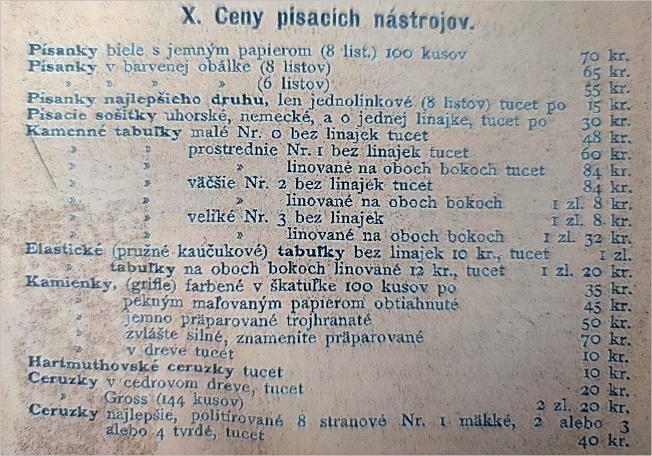 X. Ceny písacích nástrojov.
Písanky biele s jemným papierom (8 list.) 100 kusov 70 kr.
Písanky v barvenej obálke (8 listov) 65 kr.
» » » » (6 listov) 55 kr.
Písanky najlepšieho druhu, len jednolinkové (8 listov) tucet po 15 kr.
Písacie sošitky uhorské, nemecké, a o jednej linajke, tucet po 30 kr.
Kamenné tabuľky malé Nr. 0 bez linajek tucet 48 kr.
» » prostrednie Nr. 1 bez linajek tucet 60 kr.
» » » linované na oboch bokoch tucet 84 kr.
» » väčšie Nr. 2 bez linajek tucet 84 kr.
» » » linované na oboch bokoch 1 zl. 8 kr.
» » veliké Nr. 3 bez linajek 1 zl. 8 kr.
» » » linované na oboch bokoch 1 zl. 32 kr.
Elastické (pružné kaučukové) tabuľky bez linajek 10 kr., tucet 1 zl.
» tabuľky na oboch bokoch linované 12 kr., tucet 1 zl. 20 kr.
Kamienky, (grifle) farbené v škatuľke 100 kusov po 35 kr.
» pekným maľovaným papierom obtiahnuté 45 kr.
» jemno präparované trojhranaté 50 kr.
» zvlášte silné, znamenite präparované 70 kr.
» v dreve tucet 10 kr.
Hartmuthovské ceruzky tucet 10 kr.
Ceruzky v cedrovom dreve, tucet 20 kr.
» Gross (144 kusov) 2 zl. 20 kr.
Ceruzky najlepšie, politirované 8 stranové Nr. 1 mäkké, 2 alebo 3
alebo 4 tvrdé, tucet 40 kr.